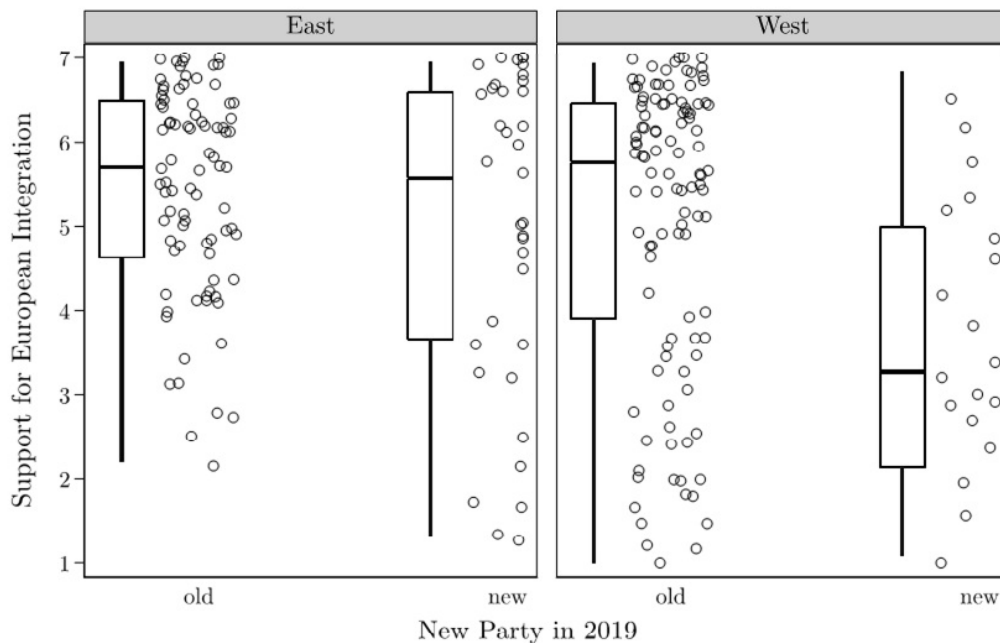 East
West
Support for European Integration
7
6
5
4
3
2
1
old
new
old
new
New Party in 2019